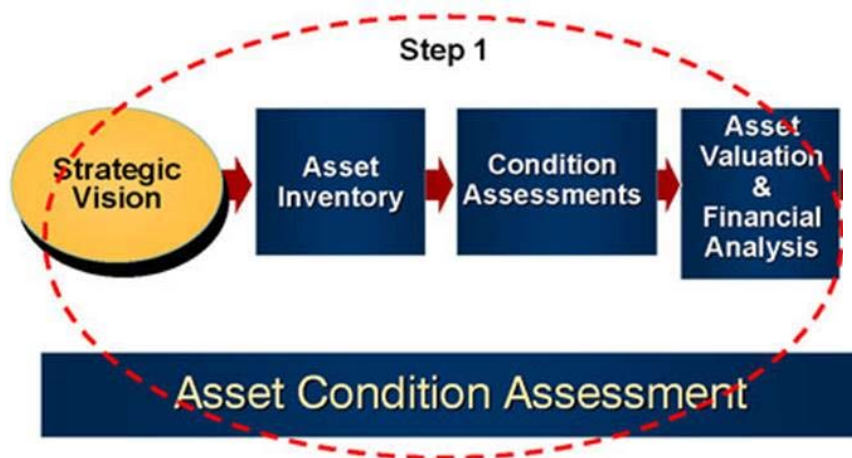 Step 1
Strategic
Vision
Asset
Inventory
Condition
Assessments
Asset
Valuation
&
Financial
Analysis
Asset Condition Assessment